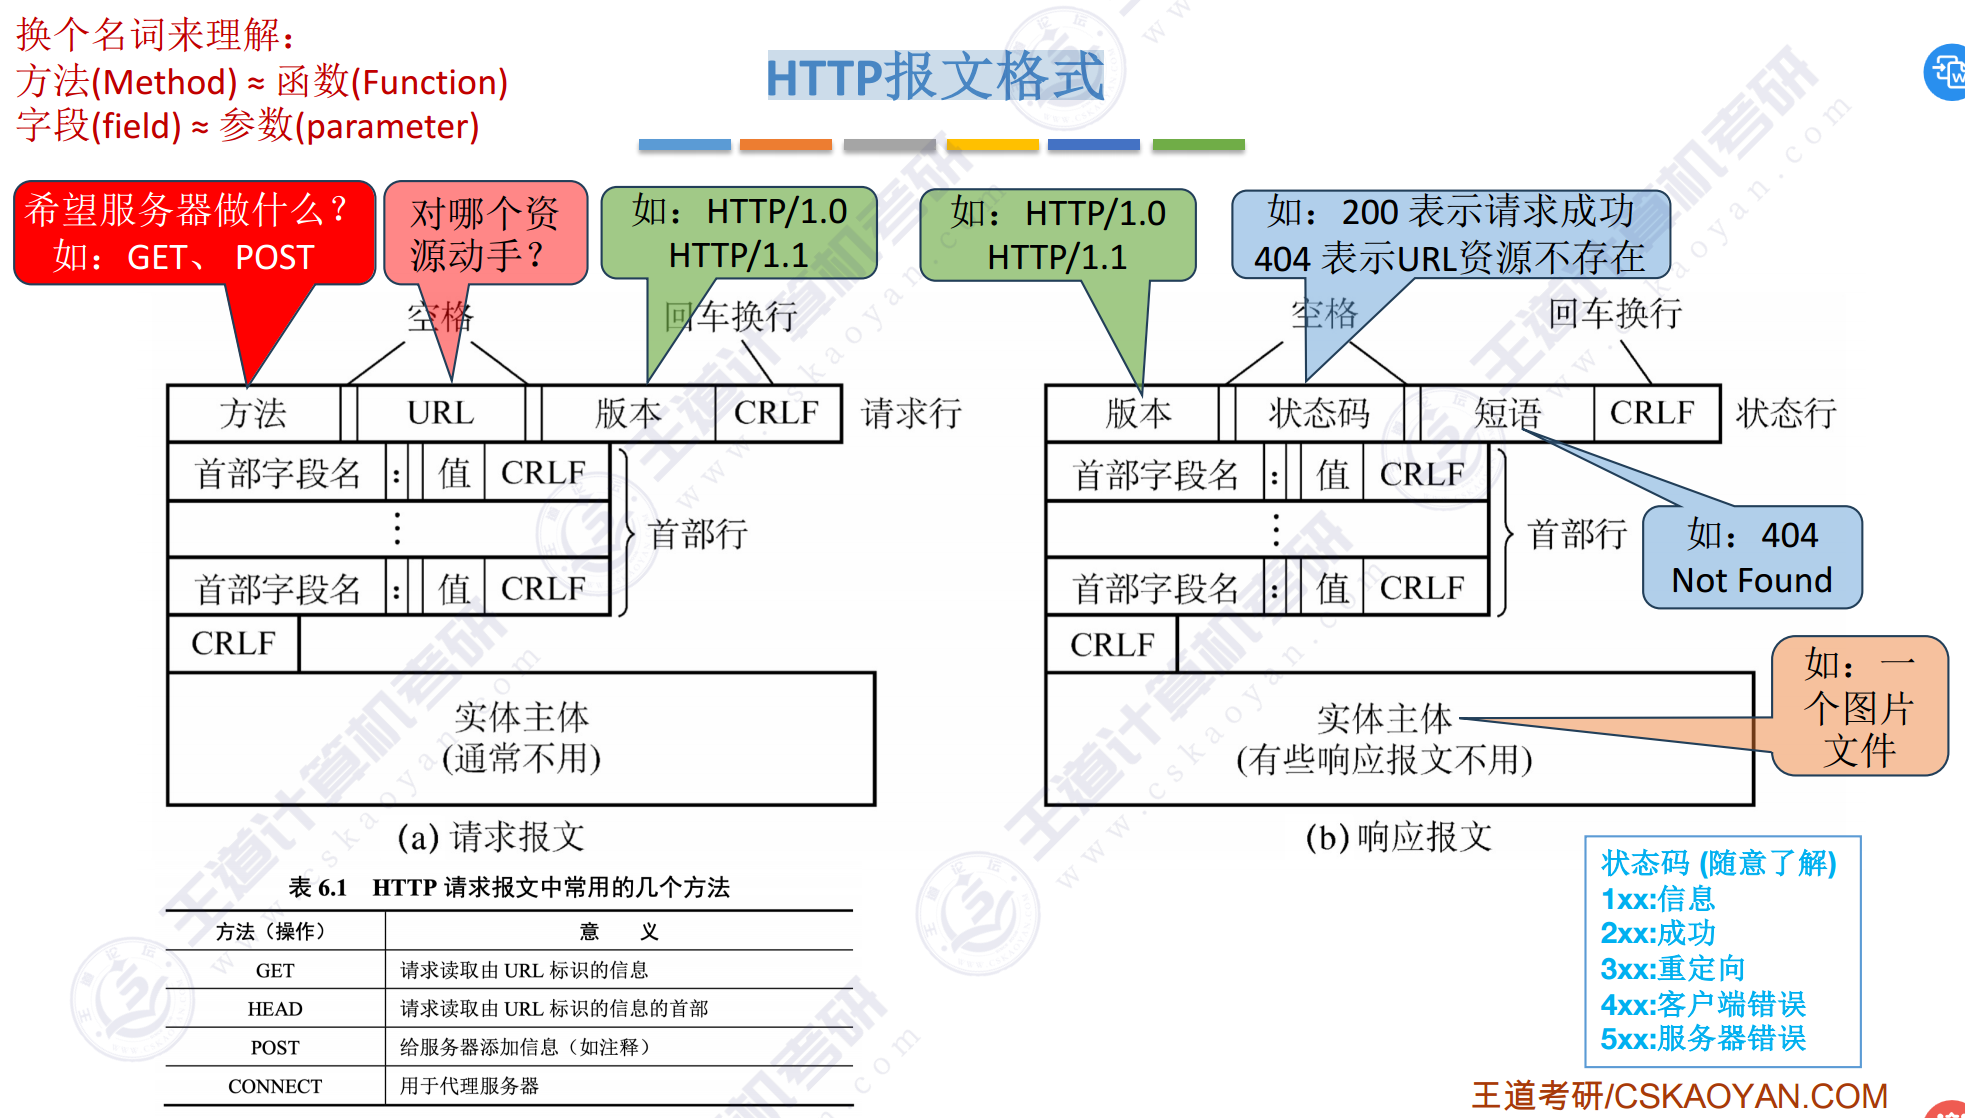 换个名词来理解：
方法(Method) ≈ 函数(Function)
字段(field) ≈ 参数(parameter)
HTTP报文格式
希望服务器做什么？
如：GET、 POST
对哪个资
源动手？
如：HTTP/1.0
HTTP/1.1
如：HTTP/1.0
HTTP/1.1
如：200 表示请求成功
404 表示URL资源不存在
空格
回车换行
空格
回车换行
方法 URL 版本 CRLF 请求行
版本 状态码 短语 CRLF 状态行
首部字段名 : 值 CRLF
⋮
首部字段名 : 值 CRLF
首部行
CRLF
实体主体
(通常不用)
(a) 请求报文
首部字段名 : 值 CRLF
⋮
首部字段名 : 值 CRLF
首部行
如：404
Not Found
CRLF
实体主体
(有些响应报文不用)
如：一
个图片
文件
(b) 响应报文
表 6.1 HTTP 请求报文中常用的几个方法
方法（操作） 意 义
GET 请求读取由 URL 标识的信息
HEAD 请求读取由 URL 标识的信息的首部
POST 给服务器添加信息（如注释）
CONNECT 用于代理服务器
状态码 (随意了解)
1xx:信息
2xx:成功
3xx:重定向
4xx:客户端错误
5xx:服务器错误
王道考研/CSKAOYAN.COM
王道计算机考研
www.cskaoyan.com